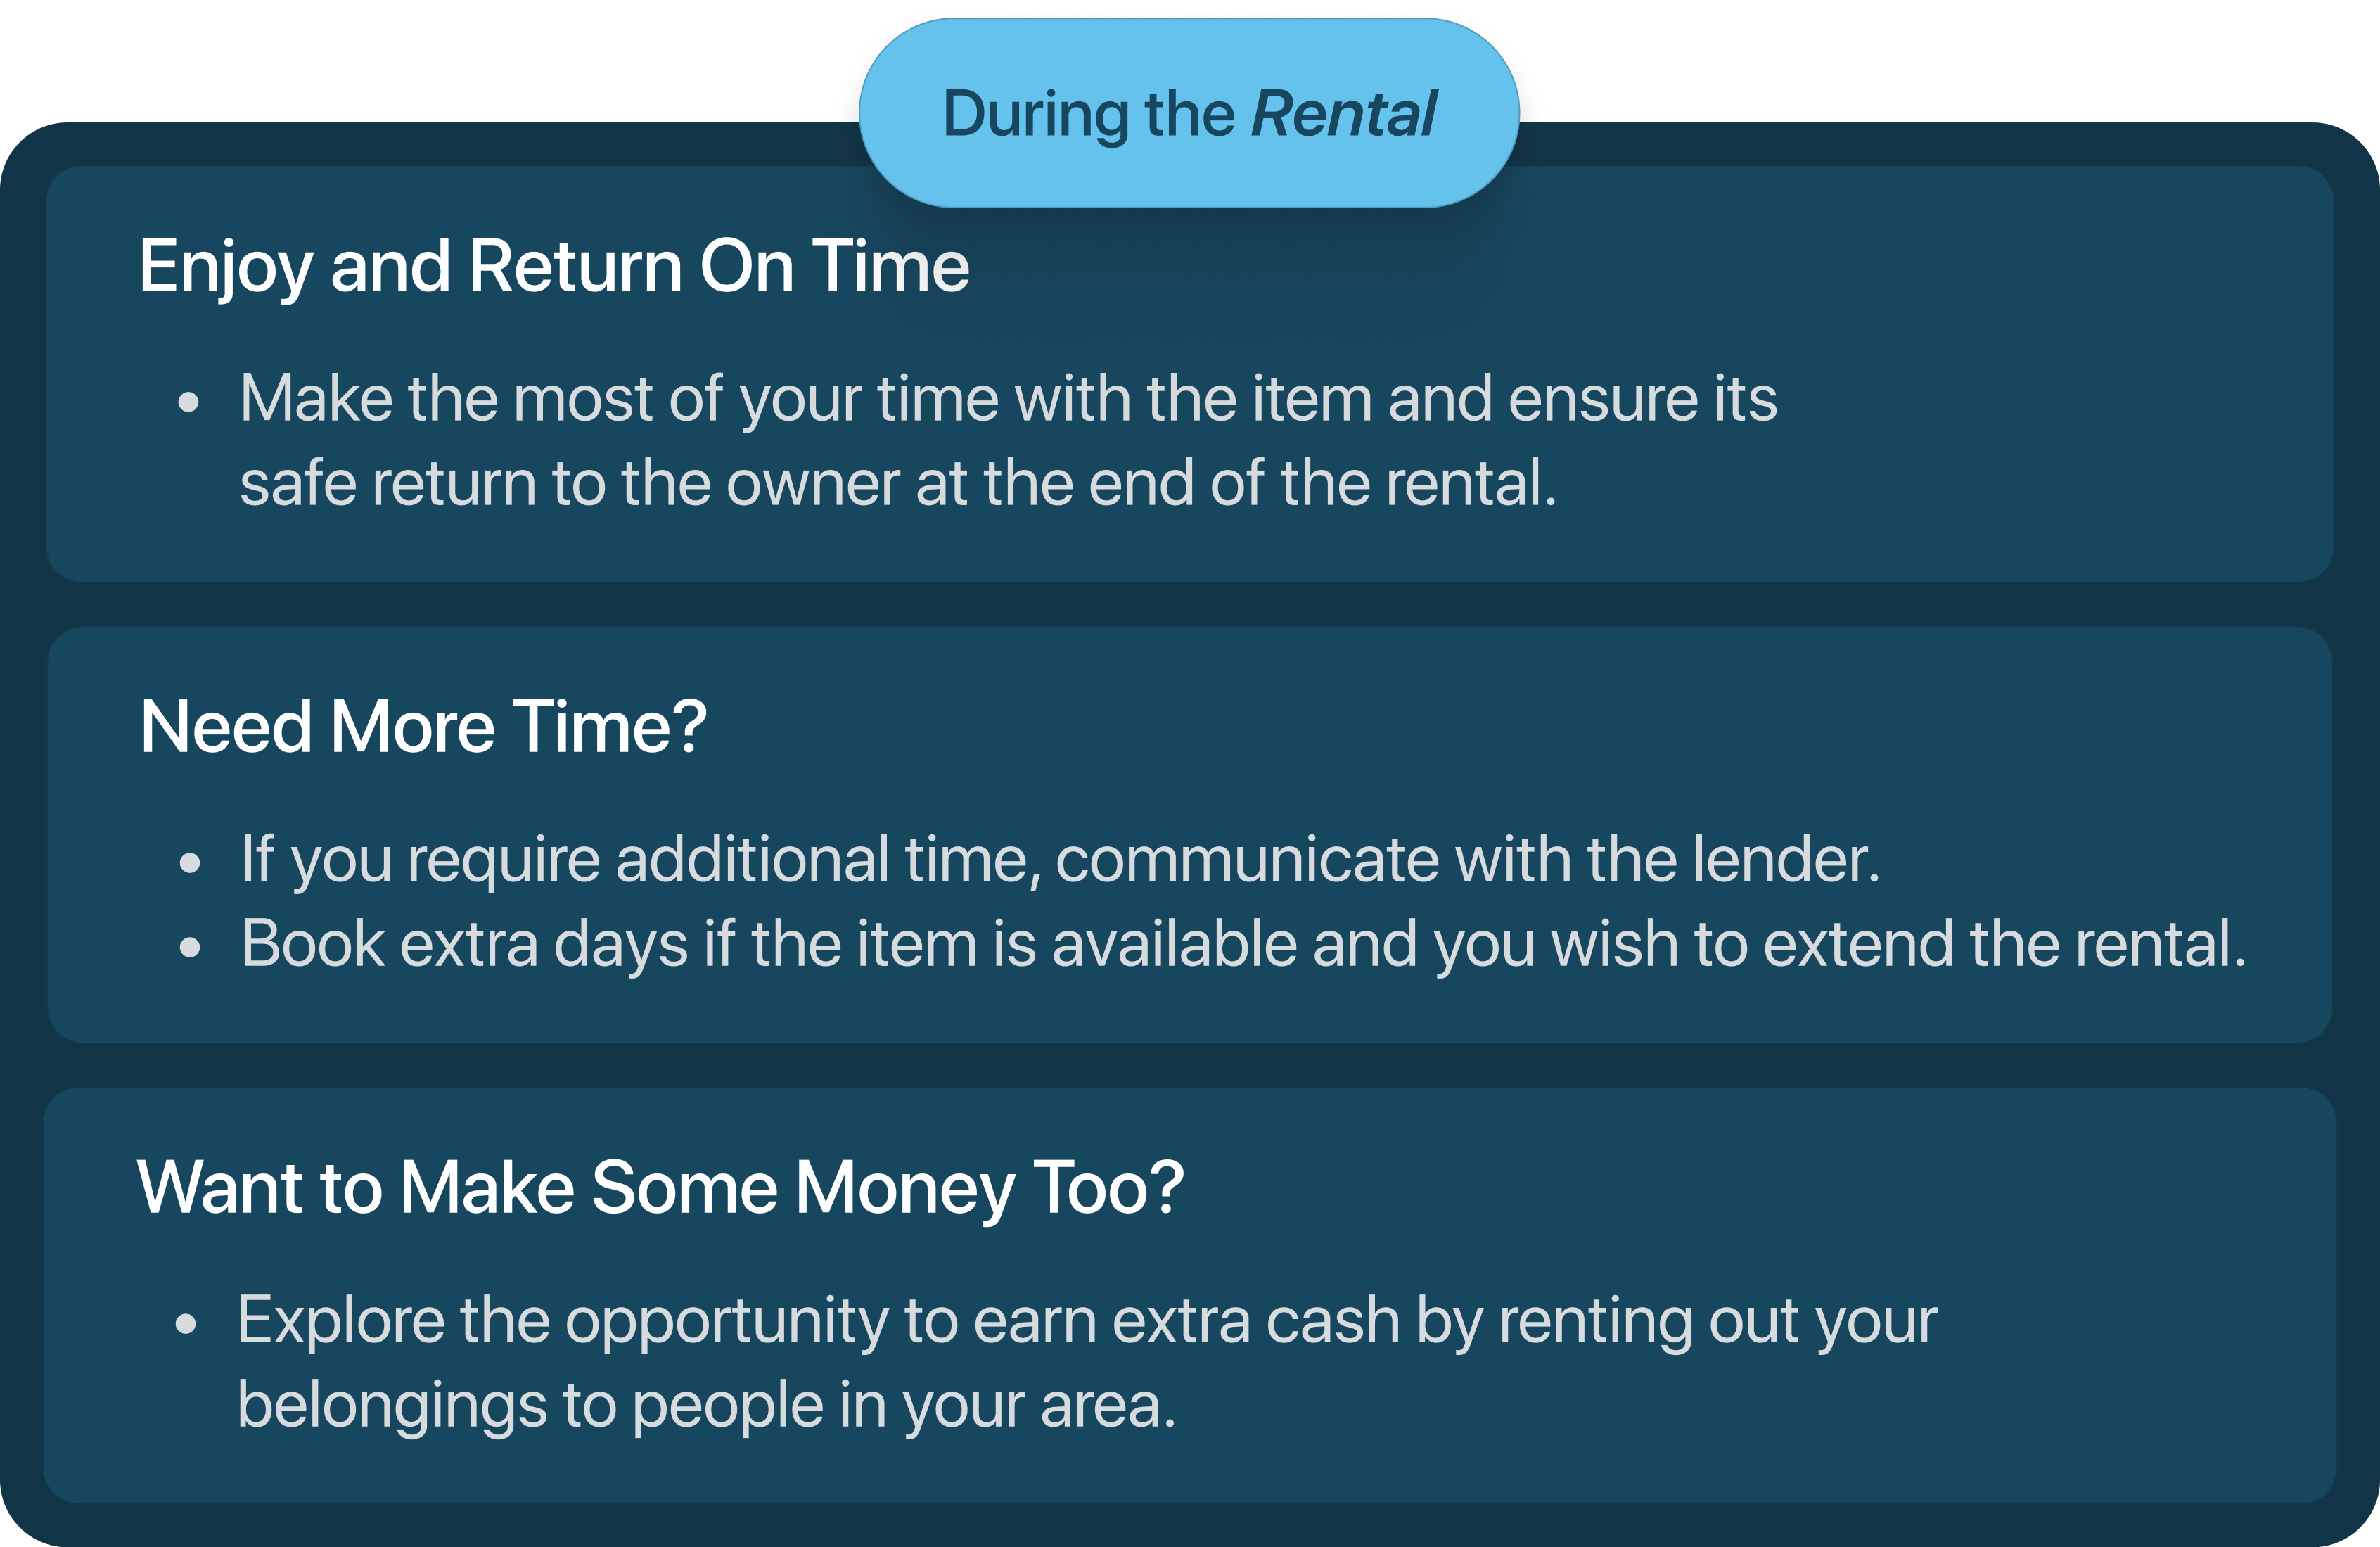 During the Rental
Enjoy and Return On Time
• Make the most of your time with the item and ensure its
safe return to the owner at the end of the rental.
Need More Time?
• If you require additional time, communicate with the lender.
• Book extra days if the item is available and you wish to extend the rental.
Want to Make Some Money Too?
• Explore the opportunity to earn extra cash by renting out your
belongings to people in your area.